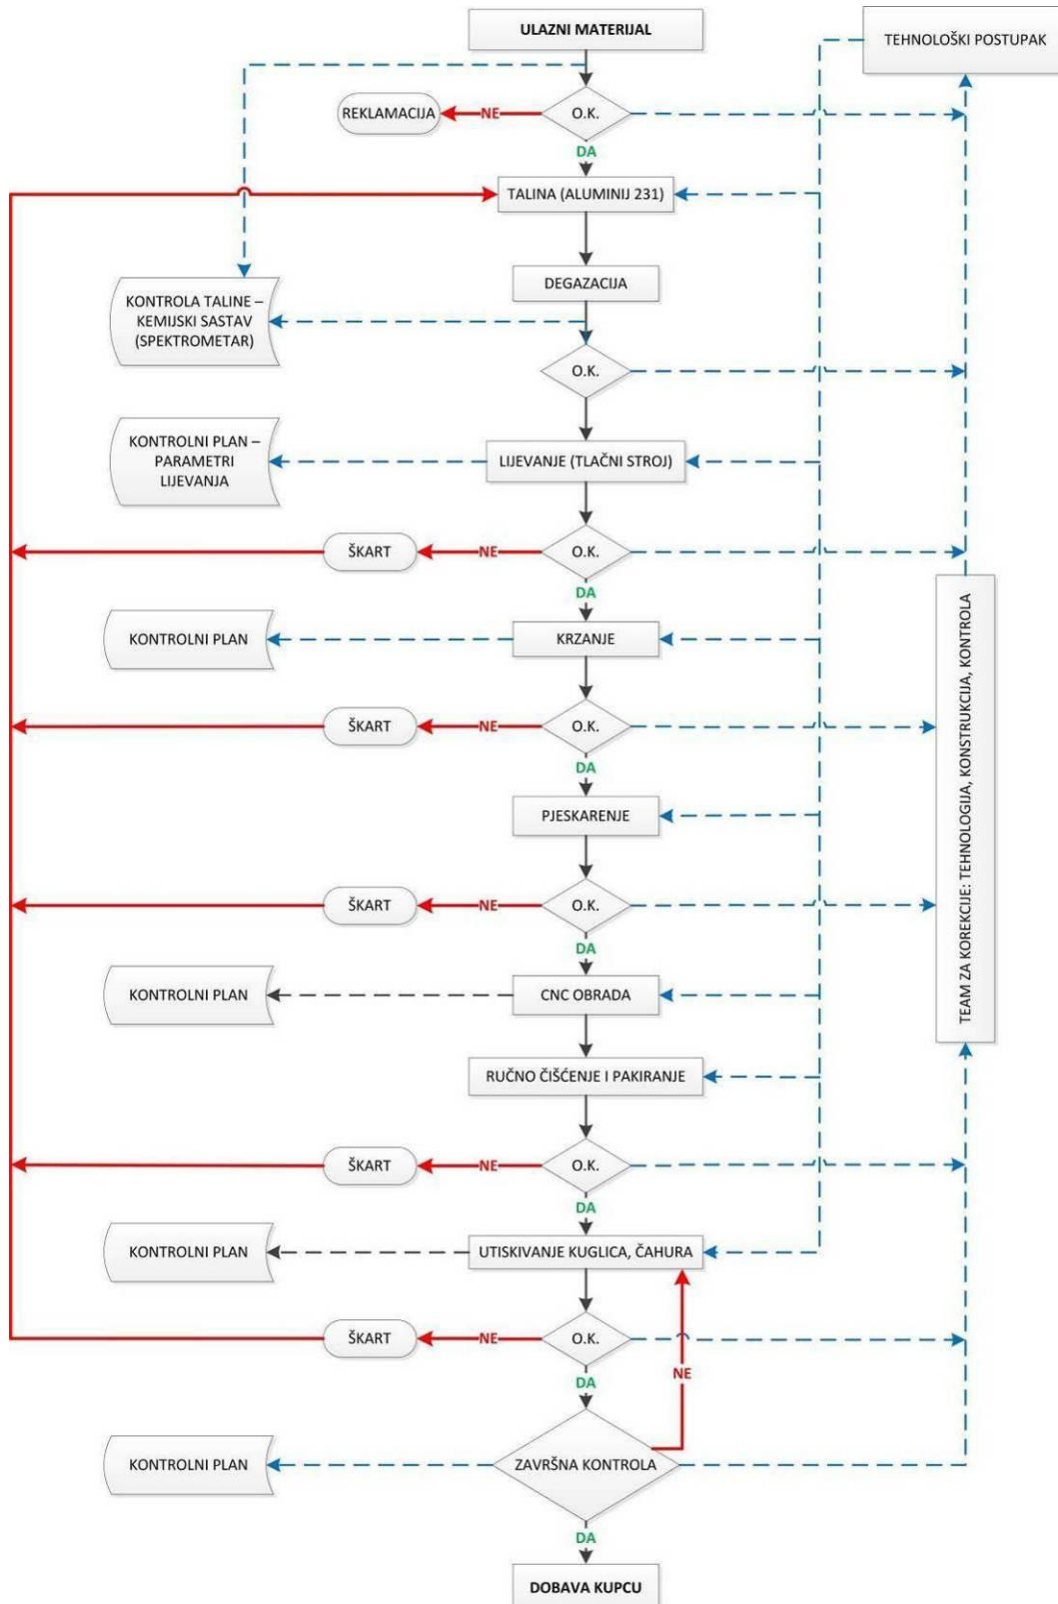 ULAZNI MATERIJAL
TEHNOLOŠKI POSTUPAK
REKLAMACIJA
NE
O.K.
DA
TALINA (ALUMINIJ 231)
DEGAZACIJA
KONTROLA TALINE –
KEMIJSKI SASTAV
(SPEKTROMETAR)
O.K.
KONTROLNI PLAN –
PARAMETRI
LIJEVANJA
LIJEVANJE (TLAČNI STROJ)
ŠKART
NE
O.K.
DA
KONTROLNI PLAN
KRZANJE
ŠKART
NE
O.K.
DA
TEAM ZA KOREKCIJE: TEHNOLOGIJA, KONSTRUKCIJA, KONTROLA
PJESKARENJE
ŠKART
NE
O.K.
DA
KONTROLNI PLAN
CNC OBRADA
RUČNO ČIŠĆENJE I PAKIRANJE
ŠKART
NE
O.K.
DA
KONTROLNI PLAN
UTISKIVANJE KUGLICA, ČAHURA
ŠKART
NE
O.K.
NE
DA
KONTROLNI PLAN
ZAVRŠNA KONTROLA
DA
DOBAVA KUPCU